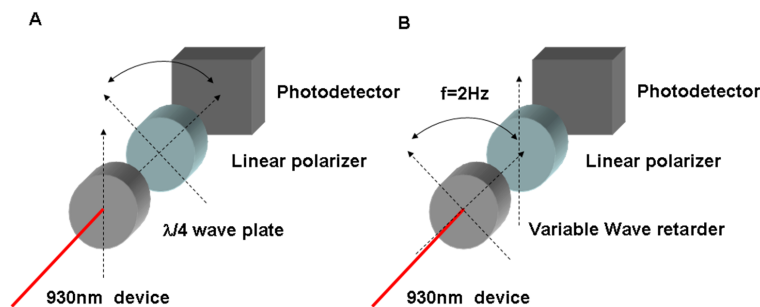 A
Photodetector
Linear polarizer
λ/4 wave plate
930nm device
B
f=2Hz
Photodetector
Linear polarizer
Variable Wave retarder
930nm device